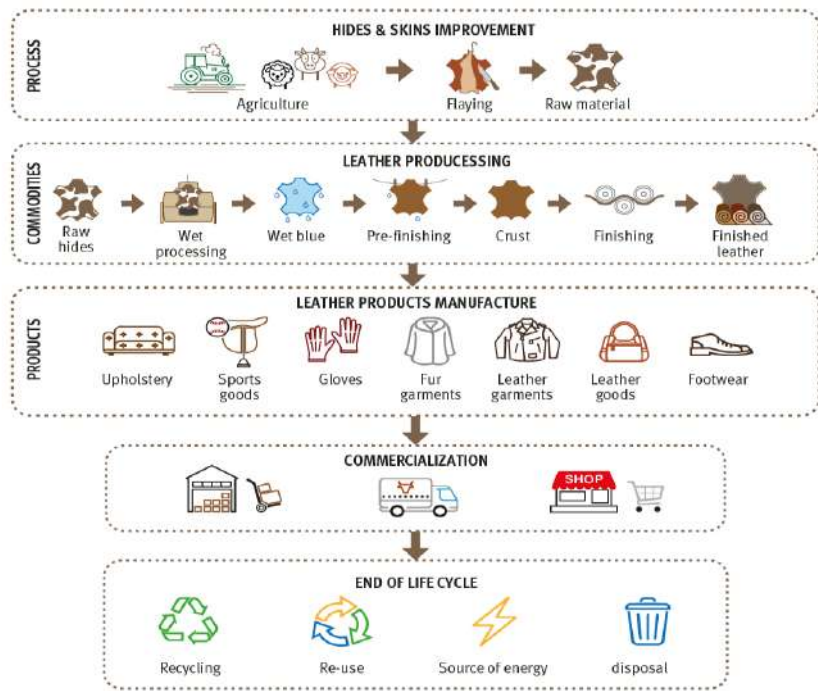 HIDES & SKINS IMPROVEMENT
PROCESS
Agriculture
Flaying
Raw material
LEATHER PRODUCESSING
COMMODITIES
Raw
hides
Wet
processing
Wet blue
Pre-finishing
Crust
Finishing
Finished
leather
LEATHER PRODUCTS MANUFACTURE
PRODUCTS
Upholstery
Sports
goods
Gloves
Fur
garments
Leather
garments
Leather
goods
Footwear
COMMERCIALIZATION
SHOP
END OF LIFE CYCLE
Recycling
Re-use
Source of energy
disposal